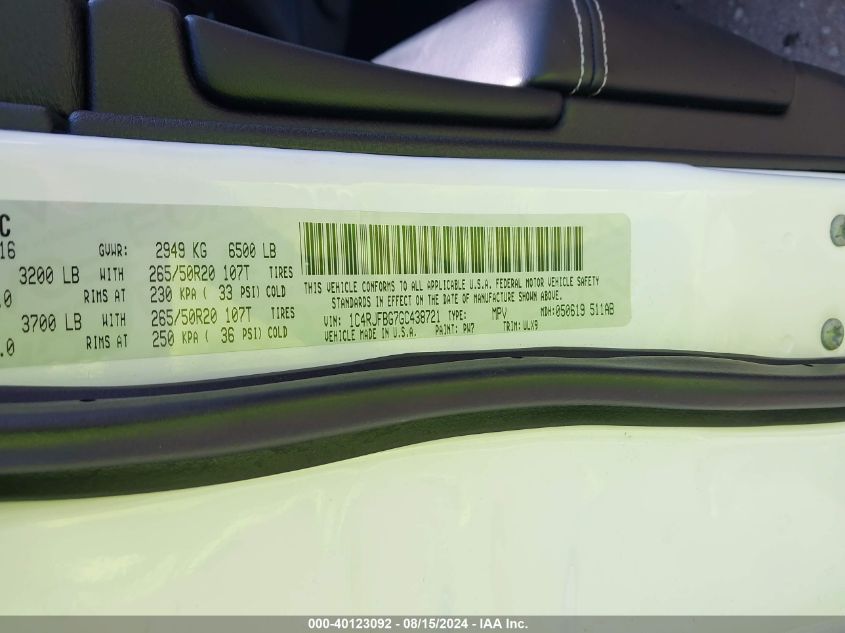 C
16 GVWR: 2949 KG 6500 LB
3200 LB WITH 265/50R20 107T TIRES
.0 RIMS AT 230 KPA ( 33 PSI) COLD
3700 LB WITH 265/50R20 107T TIRES
.0 RIMS AT 250 KPA ( 36 PSI) COLD
THIS VEHICLE CONFORMS TO ALL APPLICABLE U.S.A. FEDERAL MOTOR VEHICLE SAFETY
STANDARDS IN EFFECT ON THE DATE OF MANUFACTURE SHOWN ABOVE.
VIN: 1C4RJFBG7GC438721 TYPE: MPV MDH:050619 511AB
VEHICLE MADE IN U.S.A. PAINT: PW7 TRIM: VLX9
000-40123092 - 08/15/2024 - IAA Inc.